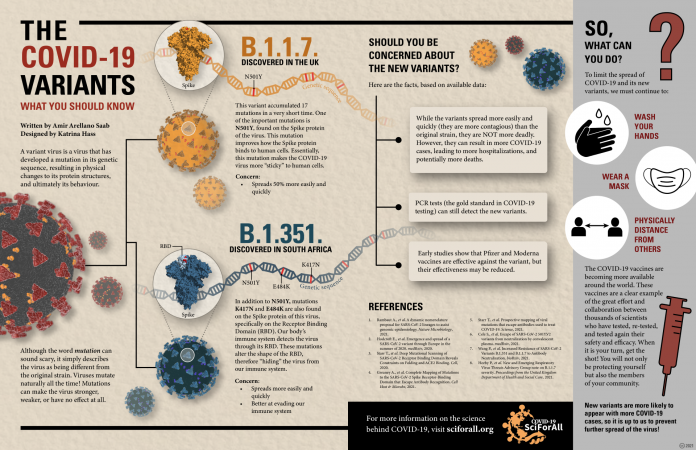 THE
COVID-19
VARIANTS
WHAT YOU SHOULD KNOW
Written by Amir Arellano Saab
Designed by Katrina Hass
A variant virus is a virus that has
developed a mutation in its genetic
sequence, resulting in physical
changes to its protein structures,
and ultimately its behaviour.
Although the word mutation can
sound scary, it simply describes
the virus as being different from
the original strain. Viruses mutate
naturally all the time! Mutations
can make the virus stronger,
weaker, or have no effect at all.
Spike
B.1.1.7.
DISCOVERED IN THE UK
N501Y
Genetic sequence
This variant accumulated 17
mutations in a very short time. One
of the important mutations is
N501Y, found on the Spike protein
of the virus. This mutation
improves how the Spike protein
binds to human cells. Essentially,
this mutation makes the COVID-19
virus more "sticky" to human cells.
Concern:
• Spreads 50% more easily and
quickly
RBD
Spike
B.1.351.
DISCOVERED IN SOUTH AFRICA
N501Y
E484K
K417N
Genetic sequence
In addition to N501Y, mutations
K417N and E484K are also found
on the Spike protein of this virus,
specifically on the Receptor Binding
Domain (RBD). Our body's
immune system detects the virus
through its RBD. These mutations
alter the shape of the RBD,
therefore "hiding" the virus from
our immune system.
Concern:
• Spreads more easily and
quickly
• Better at evading our
immune system
SHOULD YOU BE
CONCERNED ABOUT
THE NEW VARIANTS?
Here are the facts, based on available data:
While the variants spread more easily and
quickly (they are more contagious) than the
original strain, they are NOT more deadly.
However, they can result in more COVID-19
cases, leading to more hospitalizations, and
potentially more deaths.
PCR tests (the gold standard in COVID-19
testing) can still detect the new variants.
Early studies show that Pfizer and Moderna
vaccines are effective against the variant, but
their effectiveness may be reduced.
REFERENCES
For more information on the science
behind COVID-19, visit sciforall.org
COVID-19
SciForAll
SO,
WHAT CAN
YOU DO?
?
To limit the spread of
COVID-19 and its new
variants, we must continue to:
WASH
YOUR
HANDS
WEAR A
MASK
PHYSICALLY
DISTANCE
FROM
OTHERS
The COVID-19 vaccines are
becoming more available
around the world. These
vaccines are a clear example
of the great effort and
collaboration between
thousands of scientists
who have tested, re-tested,
and tested again their
safety and efficacy. When
it is your turn, get the
shot! You will not only
be protecting yourself
but also the members
of your community.
New variants are more likely to
appear with more COVID-19
cases, so it is up to us to prevent
further spread of the virus!